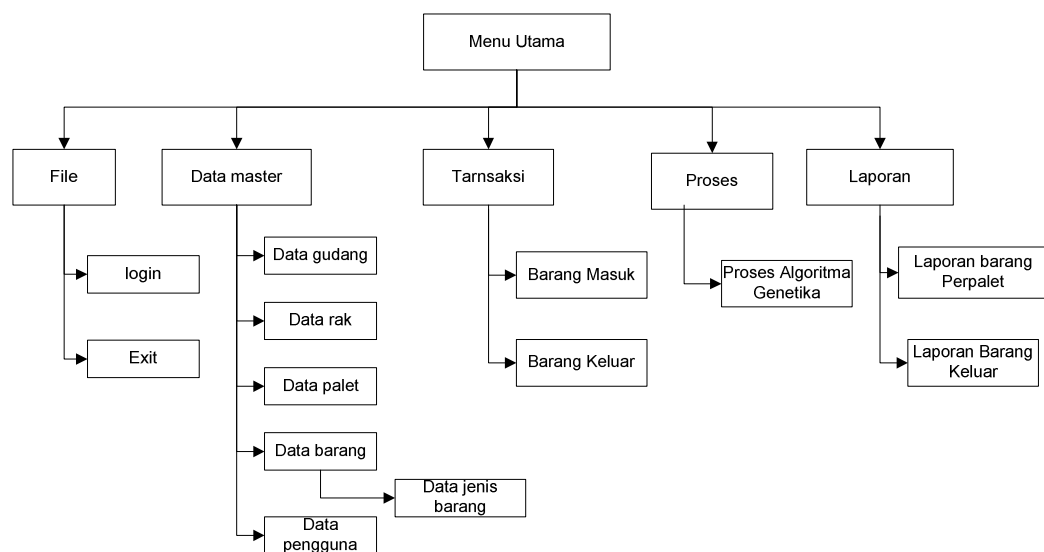 Menu Utama
File
Data master
Tarnsaksi
Proses
Laporan
login
Exit
Data gudang
Data rak
Data palet
Data barang
Data jenis
barang
Data
pengguna
Barang Masuk
Barang Keluar
Proses Algoritma
Genetika
Laporan barang
Perpalet
Laporan Barang
Keluar